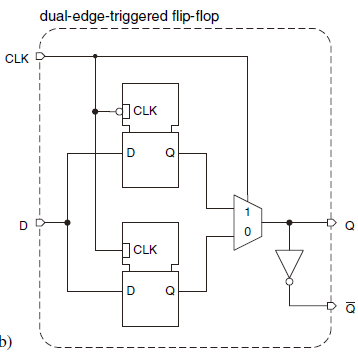 dual-edge-triggered flip-flop
CLK
CLK
D Q
1
D
0
Q
CLK
D Q
Q̅
b)